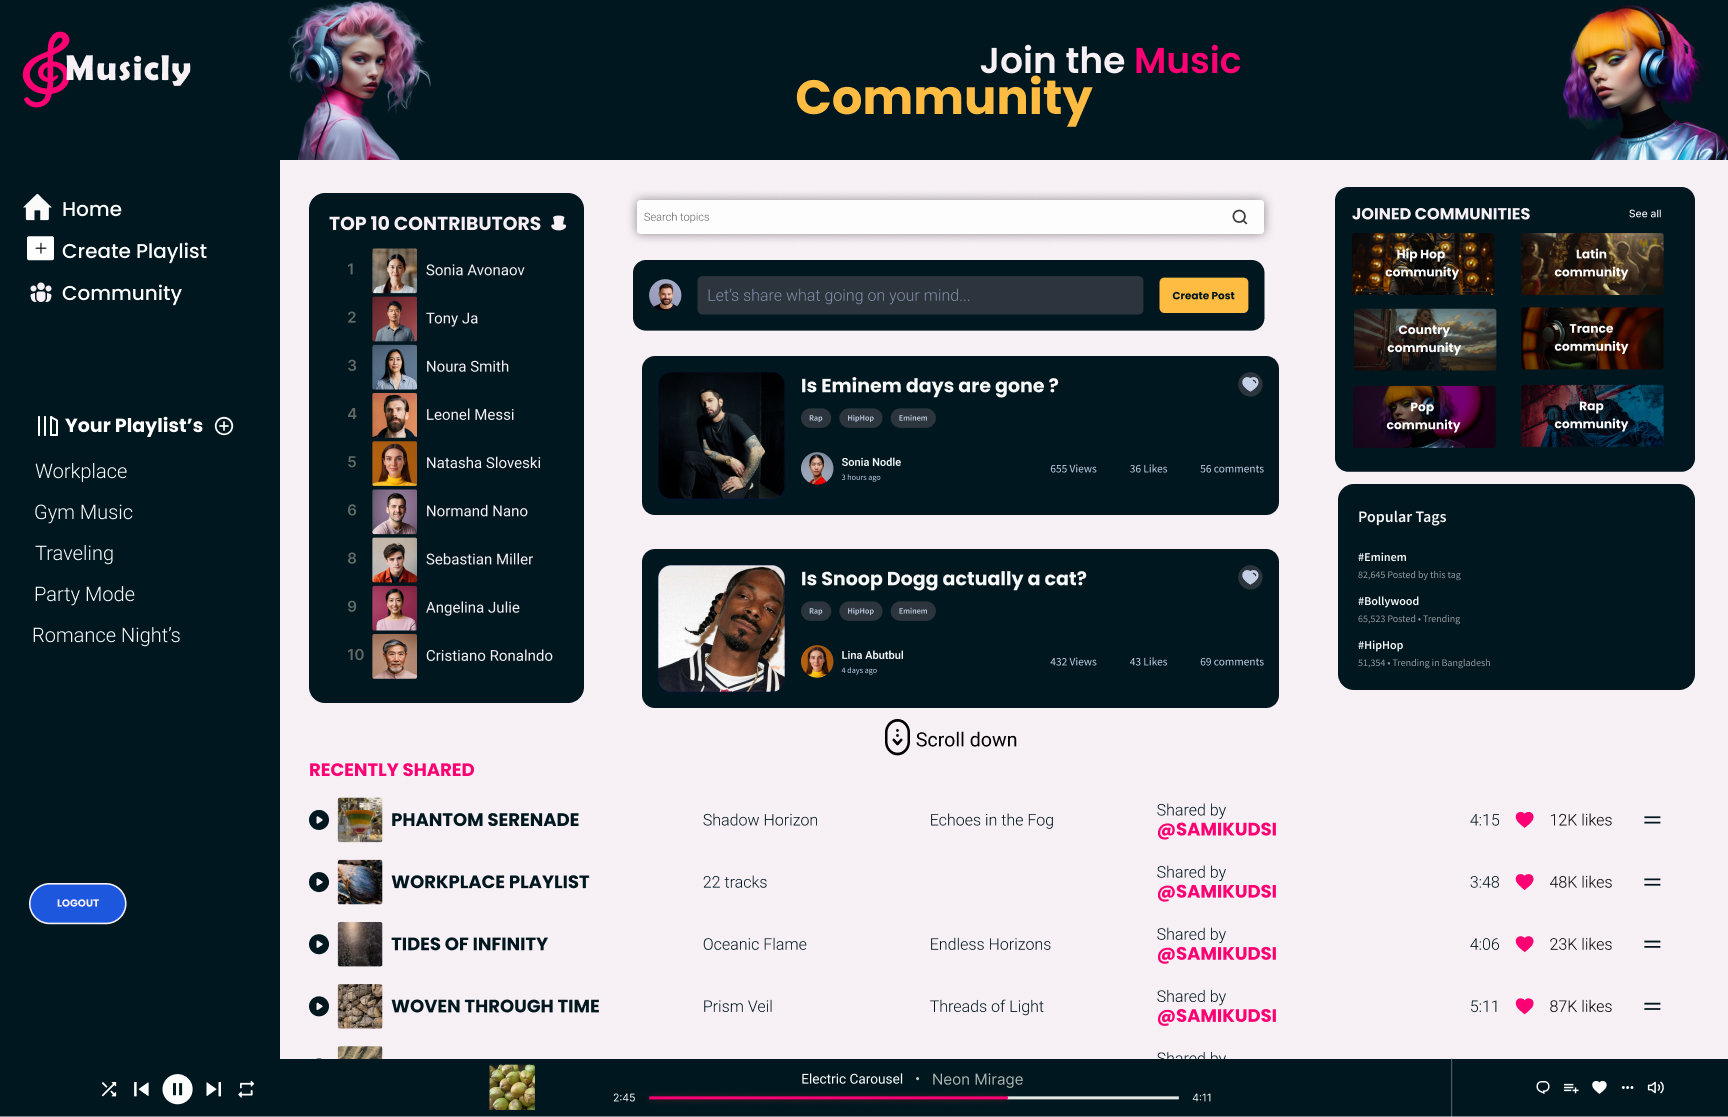 Musicly
Join the Music
Community
Home
Create Playlist
Community
Your Playlist's
Workplace
Gym Music
Traveling
Party Mode
Romance Night's
LOGOUT
TOP 10 CONTRIBUTORS
1 Sonia Avonaov
2 Tony Ja
3 Noura Smith
4 Leonel Messi
5 Natasha Sloveski
6 Normand Nano
8 Sebastian Miller
9 Angelina Julie
10 Cristiano Ronalndo
Search topics
Let's share what going on your mind...
Create Post
Is Eminem days are gone ?
Rap HipHop Eminem
Sonia Nodle
3 hours ago
655 Views 36 Likes 56 comments
Is Snoop Dogg actually a cat?
Rap HipHop Eminem
Lina Abutbul
4 days ago
432 Views 43 Likes 69 comments
Scroll down
JOINED COMMUNITIES See all
Hip Hop
community
Latin
community
Country
community
Trance
community
Pop
community
Rap
community
Popular Tags
#Eminem
82,645 Posted by this tag
#Bollywood
65,523 Posted • Trending
#HipHop
51,354 • Trending in Bangladesh
RECENTLY SHARED
PHANTOM SERENADE Shadow Horizon Echoes in the Fog Shared by
@SAMIKUDSI
4:15 12K likes
WORKPLACE PLAYLIST 22 tracks Shared by
@SAMIKUDSI
3:48 48K likes
TIDES OF INFINITY Oceanic Flame Endless Horizons Shared by
@SAMIKUDSI
4:06 23K likes
WOVEN THROUGH TIME Prism Veil Threads of Light Shared by
@SAMIKUDSI
5:11 87K likes
Shared by
Electric Carousel • Neon Mirage
2:45 4:11